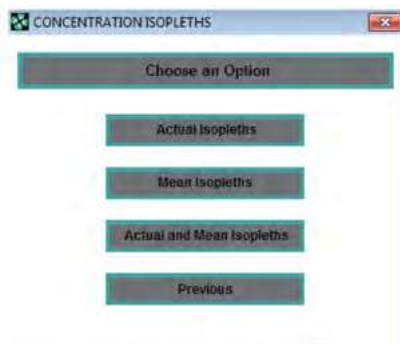 CONCENTRATION ISOPLETHS
Choose an Option
Actual Isopleths
Mean Isopleths
Actual and Mean Isopleths
Previous